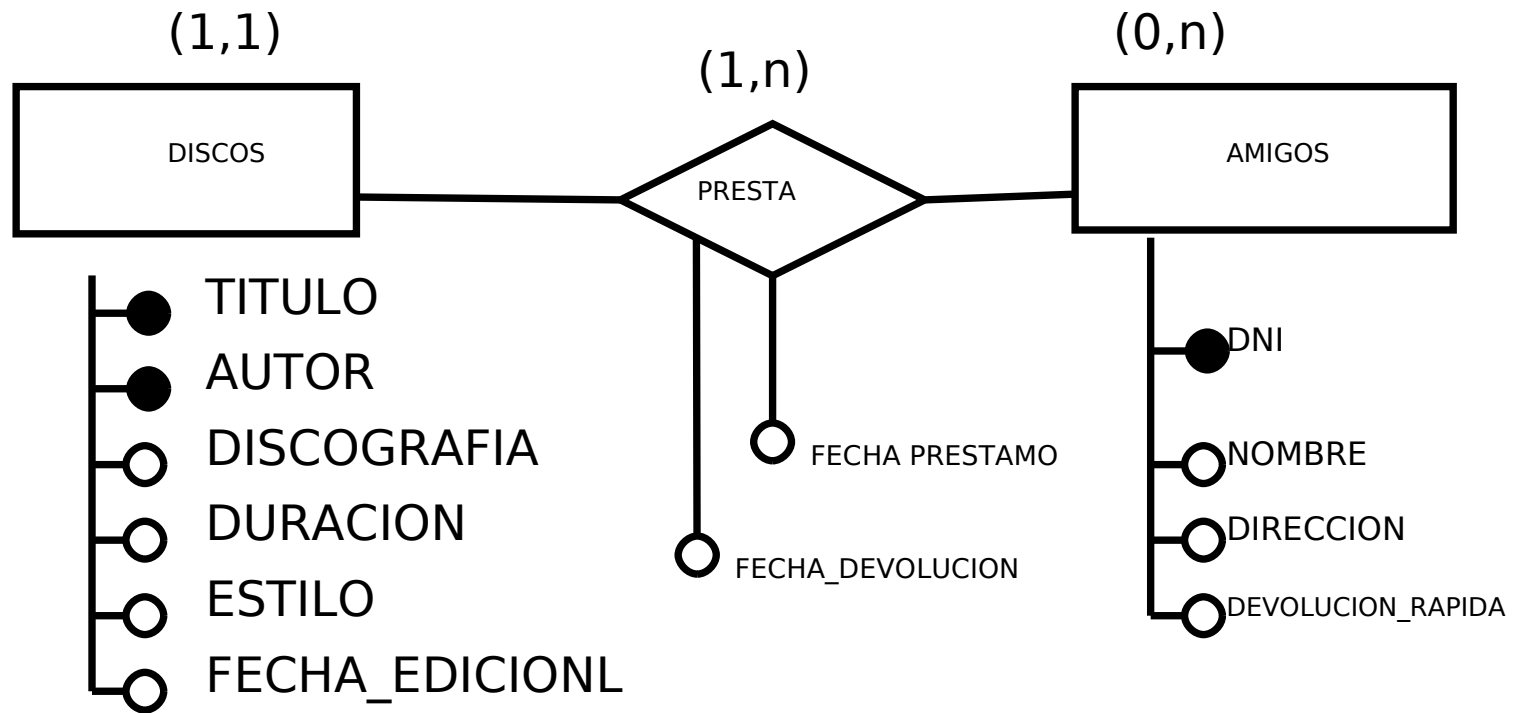 (1,1)
(1,n)
(0,n)
DISCOS
PRESTA
AMIGOS
TITULO
AUTOR
DISCOGRAFIA
DURACION
ESTILO
FECHA_EDICIONL
FECHA PRESTAMO
FECHA_DEVOLUCION
DNI
NOMBRE
DIRECCION
DEVOLUCION_RAPIDA